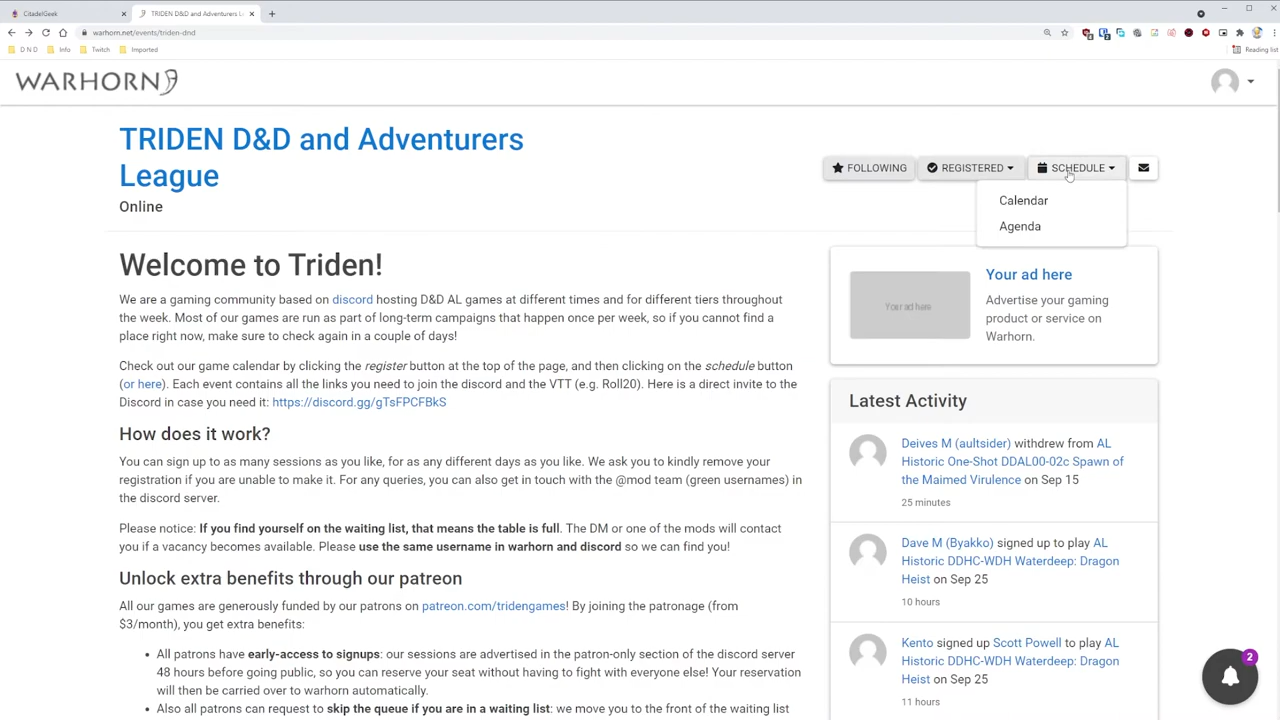 CitadelGeek
TRIDEN D&D and Adventurers L
warhorn.net/events/triden-dnd
D N D
Info
Twitch
Imported
Reading list
WARHORN
TRIDEN D&D and Adventurers
League
Online
FOLLOWING
REGISTERED
SCHEDULE
Calendar
Agenda
Welcome to Triden!
We are a gaming community based on discord hosting D&D AL games at different times and for different tiers throughout
the week. Most of our games are run as part of long-term campaigns that happen once per week, so if you cannot find a
place right now, make sure to check again in a couple of days!
Check out our game calendar by clicking the register button at the top of the page, and then clicking on the schedule button
(or here). Each event contains all the links you need to join the discord and the VTT (e.g. Roll20). Here is a direct invite to the
Discord in case you need it: https://discord.gg/gTsFPCFBkS
How does it work?
You can sign up to as many sessions as you like, for as any different days as you like. We ask you to kindly remove your
registration if you are unable to make it. For any queries, you can also get in touch with the @mod team (green usernames) in
the discord server.
Please notice: If you find yourself on the waiting list, that means the table is full. The DM or one of the mods will contact
you if a vacancy becomes available. Please use the same username in warhorn and discord so we can find you!
Unlock extra benefits through our patreon
All our games are generously funded by our patrons on patreon.com/tridengames! By joining the patronage (from
$3/month), you get extra benefits:
• All patrons have early-access to signups: our sessions are advertised in the patron-only section of the discord server
48 hours before going public, so you can reserve your seat without having to fight with everyone else! Your reservation
will then be carried over to warhorn automatically.
• Also all patrons can request to skip the queue if you are in a waiting list: we move you to the front of the waiting list
Your ad here
Your ad here
Advertise your gaming
product or service on
Warhorn.
Latest Activity
Deives M (aultsider) withdrew from AL
Historic One-Shot DDAL00-02c Spawn of
the Maimed Virulence on Sep 15
25 minutes
Dave M (Byakko) signed up to play AL
Historic DDHC-WDH Waterdeep: Dragon
Heist on Sep 25
10 hours
Kento signed up Scott Powell to play AL
Historic DDHC-WDH Waterdeep: Dragon
Heist on Sep 25
11 hours
2